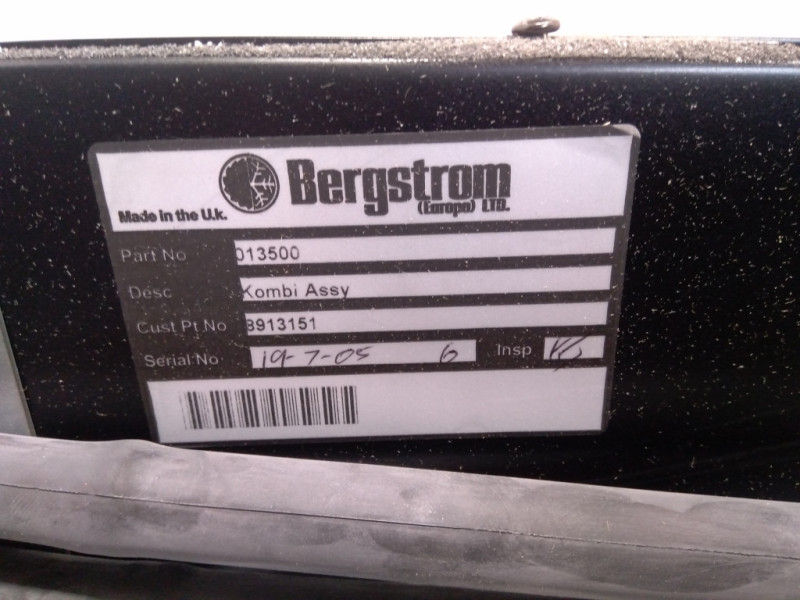 Bergstrom
(Europa) LTD.
Made in the U.K.
Part No 013500
Desc Kombi Assy
Cust Pt.No 8913151
Serial No 19-7-05 6 Insp